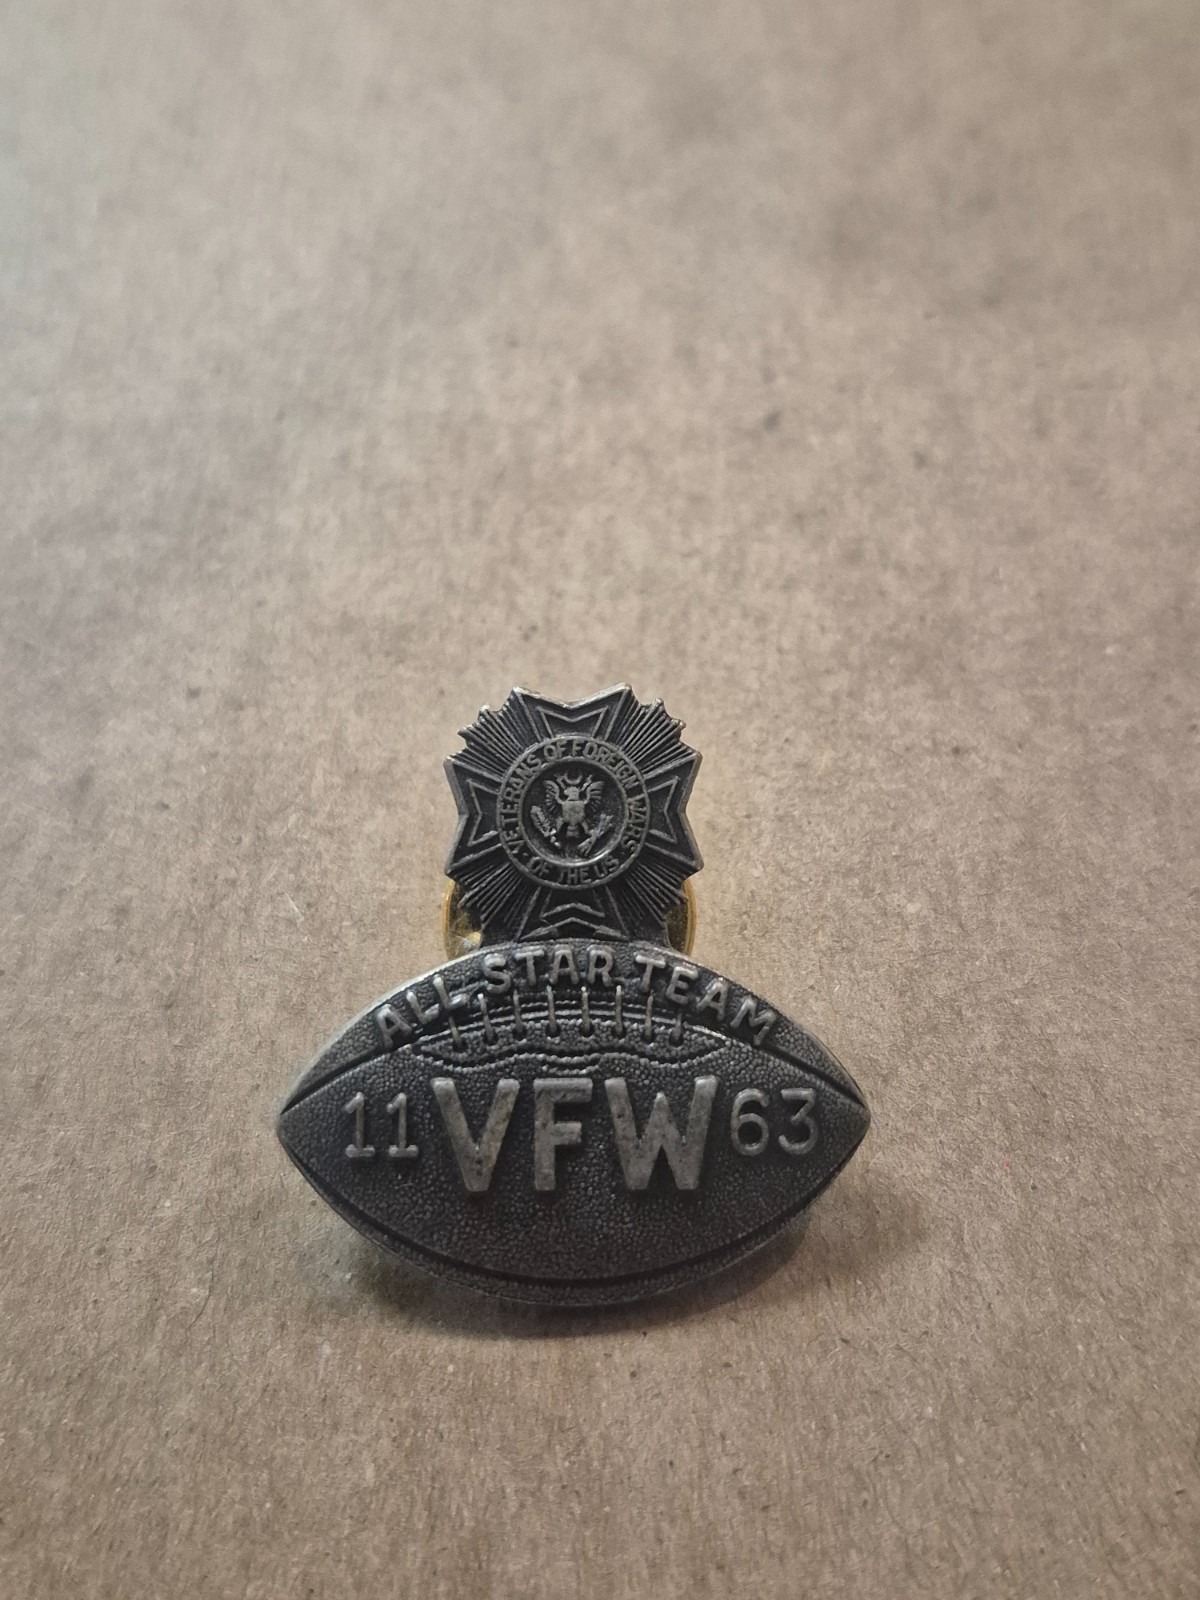 VETERANS OF FOREIGN WARS
OF THE U.S.
ALL STAR TEAM
11 VFW 63